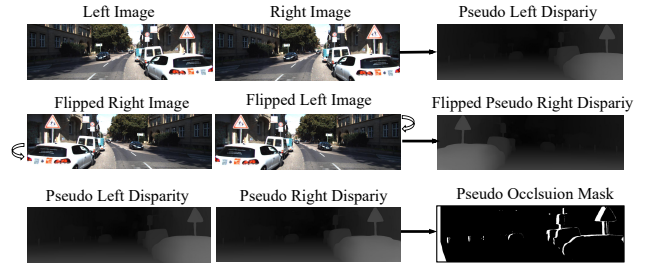 Left Image
Right Image
Pseudo Left Dispariy
Flipped Right Image
Flipped Left Image
Flipped Pseudo Right Dispariy
Pseudo Left Disparity
Pseudo Right Dispariy
Pseudo Occlsuion Mask